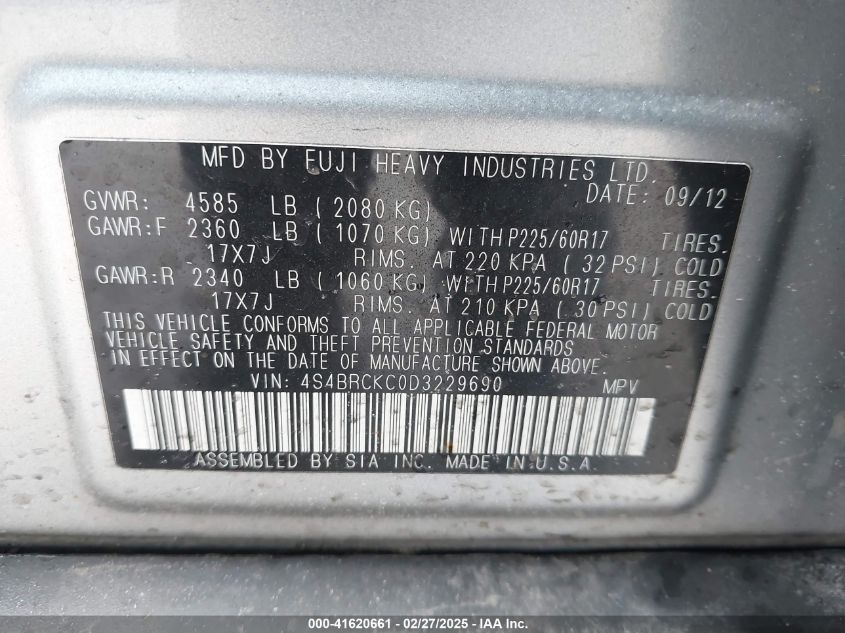 MFD BY FUJI HEAVY INDUSTRIES LTD.
DATE: 09/12
GVWR: 4585 LB ( 2080 KG)
GAWR:F 2360 LB ( 1070 KG) WITH P225/60R17 TIRES.
17X7J RIMS. AT 220 KPA ( 32 PSI) COLD
GAWR:R 2340 LB ( 1060 KG) WITH P225/60R17 TIRES.
17X7J RIMS. AT 210 KPA ( 30 PSI) COLD
THIS VEHICLE CONFORMS TO ALL APPLICABLE FEDERAL MOTOR
VEHICLE SAFETY AND THEFT PREVENTION STANDARDS
IN EFFECT ON THE DATE OF MANUFACTURE SHOWN ABOVE.
VIN: 4S4BRCKC0D3229690 MPV
ASSEMBLED BY SIA INC. MADE IN U.S.A
000-41620661 - 02/27/2025 - IAAI.COM